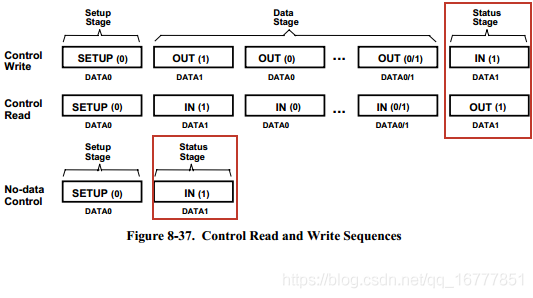 Setup
Stage
Data
Stage
Status
Stage
Control
Write
SETUP (0)
OUT (1)
OUT (0)
...
OUT (0/1)
IN (1)
DATA0
DATA1
DATA0
DATA0/1
DATA1
Control
Read
SETUP (0)
IN (1)
IN (0)
...
IN (0/1)
OUT (1)
DATA0
DATA1
DATA0
DATA0/1
DATA1
Setup
Stage
Status
Stage
No-data
Control
SETUP (0)
IN (1)
DATA0
DATA1
Figure 8-37. Control Read and Write Sequences
https://blog.csdn.net/qq_16777851